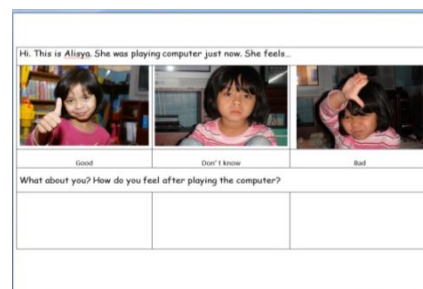 Hi. This is Alisya. She was playing computer just now. She feels...
Good
Don't know
Bad
What about you? How do you feel after playing the computer?